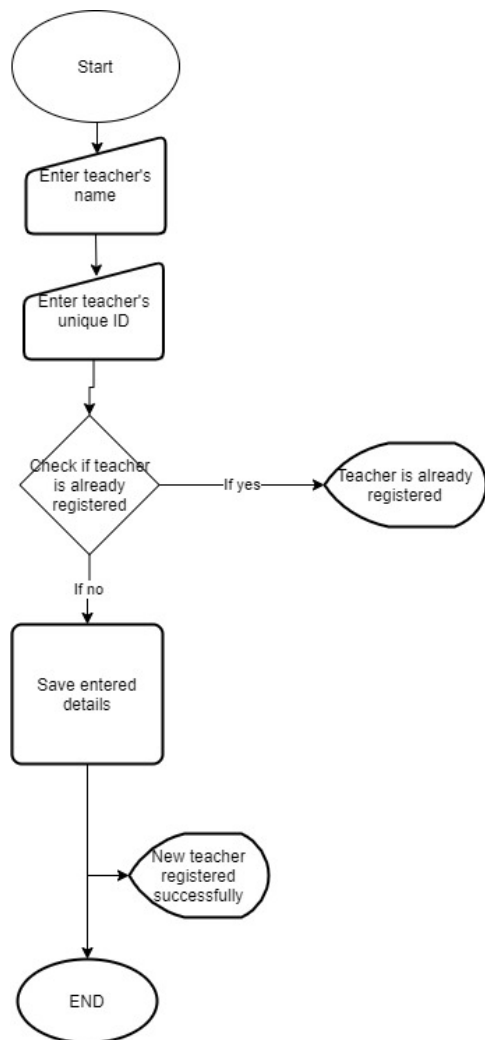 Start
Enter teacher's
name
Enter teacher's
unique ID
Check if teacher
is already
registered
If yes
Teacher is already
registered
If no
Save entered
details
New teacher
registered
successfully
END